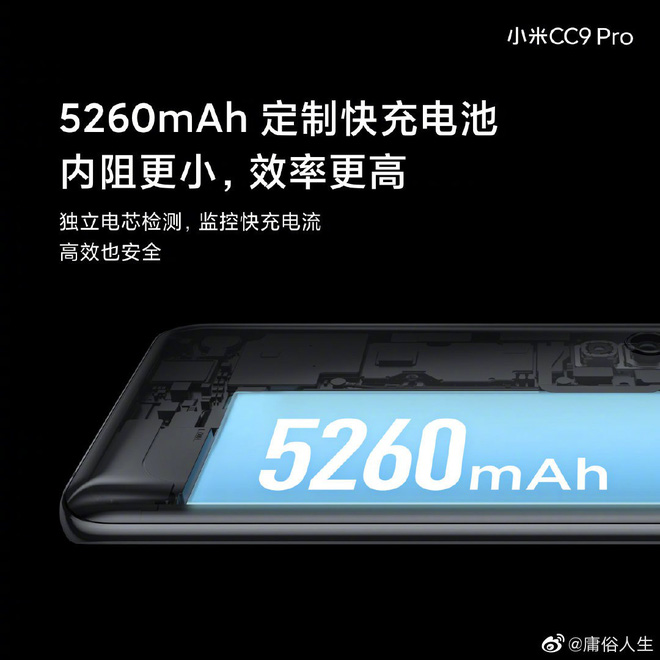 小米CC9 Pro
5260mAh 定制快充电池
内阻更小，效率更高
独立电芯检测，监控快充电流
高效也安全
5260mAh
@庸俗人生